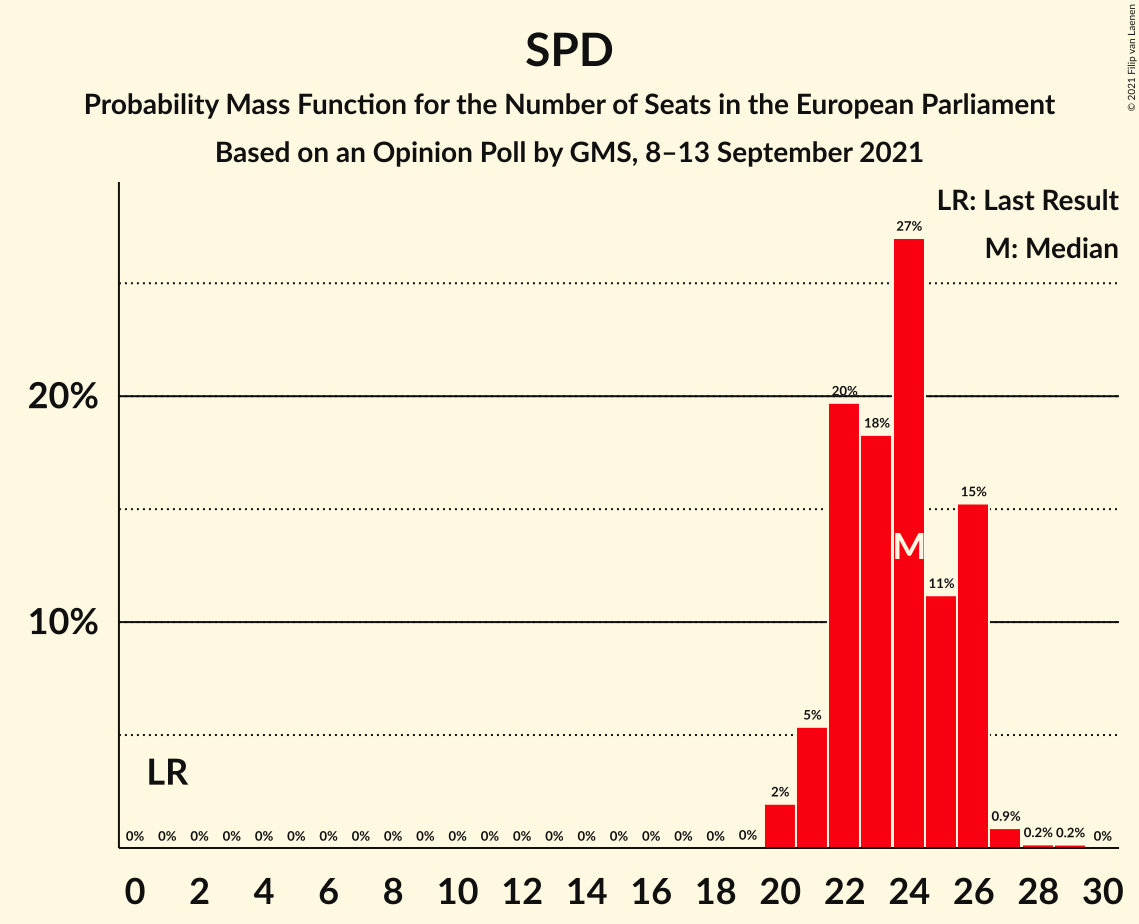 SPD
Probability Mass Function for the Number of Seats in the European Parliament
Based on an Opinion Poll by GMS, 8–13 September 2021
© 2021 Filip van Laenen
LR: Last Result
M: Median
27%
20%
20%
18%
15%
M
11%
10%
5%
LR
2%
0.9%
0% 0% 0% 0% 0% 0% 0% 0% 0% 0% 0% 0% 0% 0% 0% 0% 0% 0% 0% 0% 0.2% 0.2% 0%
0 2 4 6 8 10 12 14 16 18 20 22 24 26 28 30